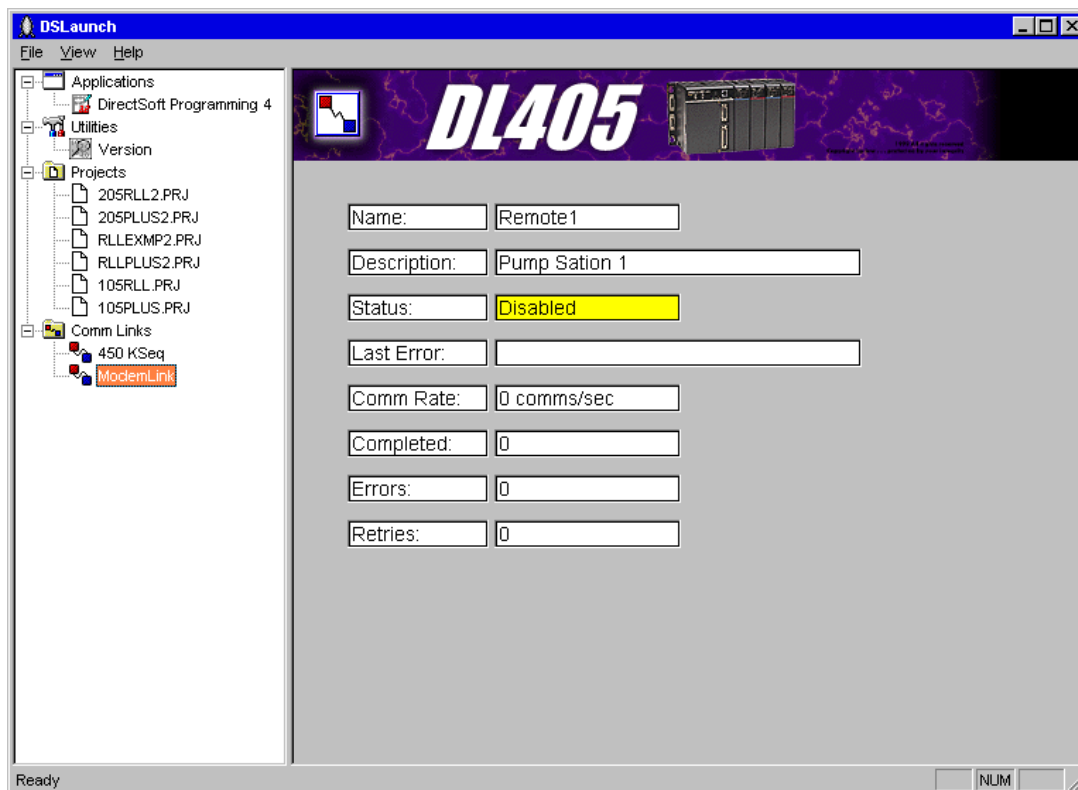 DSLaunch
File View Help
Applications
DirectSoft Programming 4
Utilities
Version
Projects
205RLL2.PRJ
205PLUS2.PRJ
RLLEXMP2.PRJ
RLLPLUS2.PRJ
105RLL.PRJ
105PLUS.PRJ
Comm Links
450 KSeq
ModemLink
DL405
Name: Remote1
Description: Pump Sation 1
Status: Disabled
Last Error:
Comm Rate: 0 comms/sec
Completed: 0
Errors: 0
Retries: 0
Ready NUM